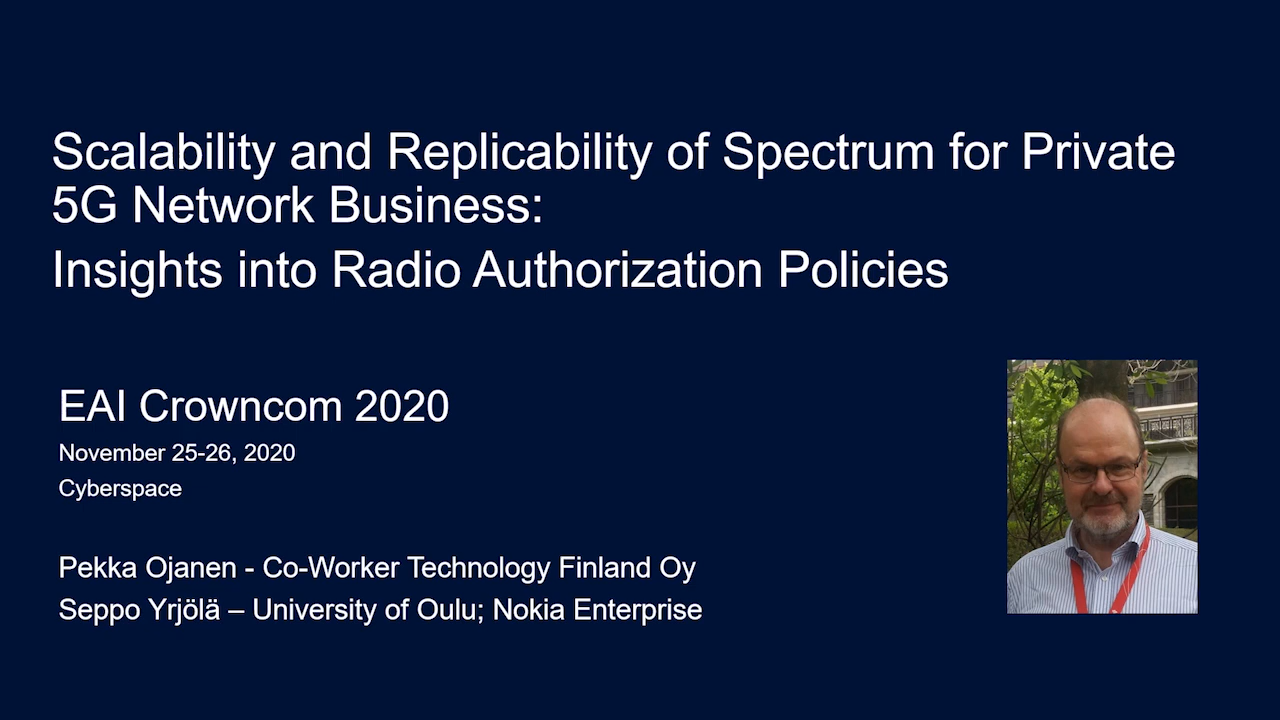 Scalability and Replicability of Spectrum for Private
5G Network Business:
Insights into Radio Authorization Policies
EAI Crowncom 2020
November 25-26, 2020
Cyberspace
Pekka Ojanen - Co-Worker Technology Finland Oy
Seppo Yrjölä – University of Oulu; Nokia Enterprise